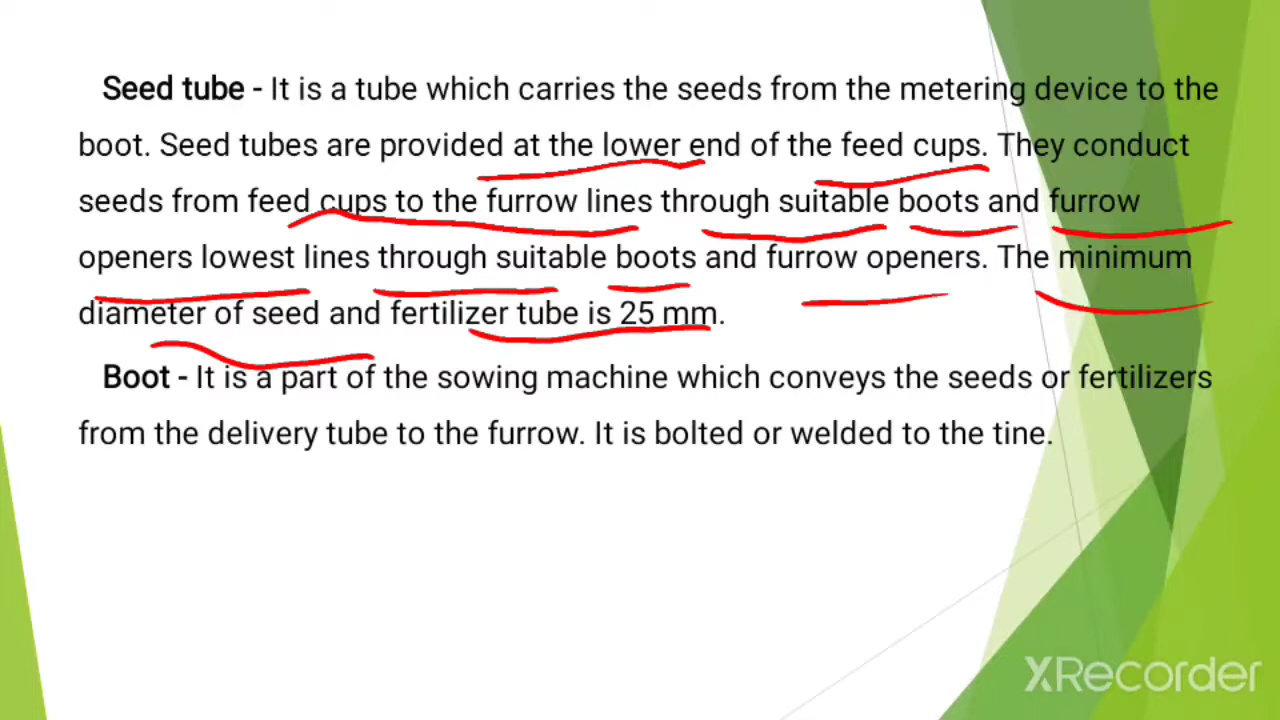 Seed tube - It is a tube which carries the seeds from the metering device to the
boot. Seed tubes are provided at the lower end of the feed cups. They conduct
seeds from feed cups to the furrow lines through suitable boots and furrow
openers lowest lines through suitable boots and furrow openers. The minimum
diameter of seed and fertilizer tube is 25 mm.
Boot - It is a part of the sowing machine which conveys the seeds or fertilizers
from the delivery tube to the furrow. It is bolted or welded to the tine.
XRecorder